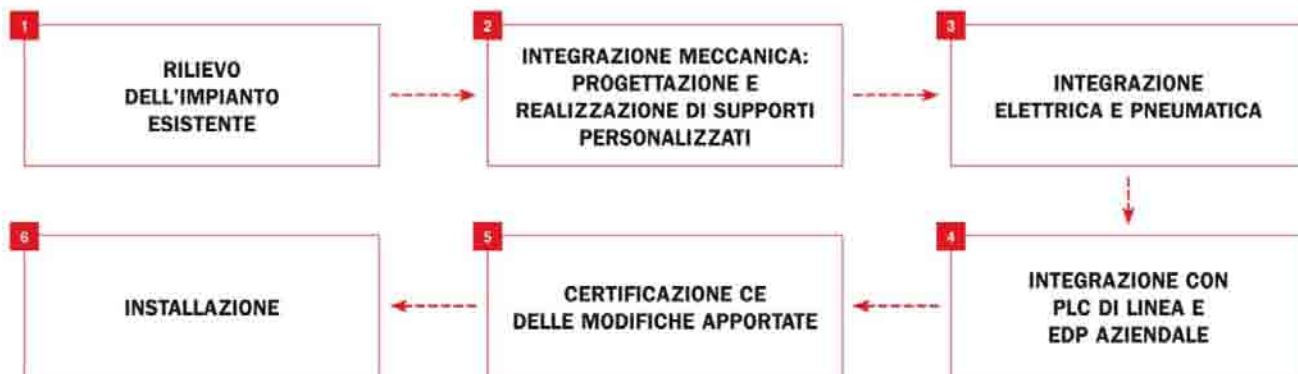 1
RILIEVO
DELL'IMPIANTO
ESISTENTE
2
INTEGRAZIONE MECCANICA:
PROGETTAZIONE E
REALIZZAZIONE DI SUPPORTI
PERSONALIZZATI
3
INTEGRAZIONE
ELETTRICA E PNEUMATICA
4
INTEGRAZIONE CON
PLC DI LINEA E
EDP AZIENDALE
5
CERTIFICAZIONE CE
DELLE MODIFICHE APPORTATE
6
INSTALLAZIONE